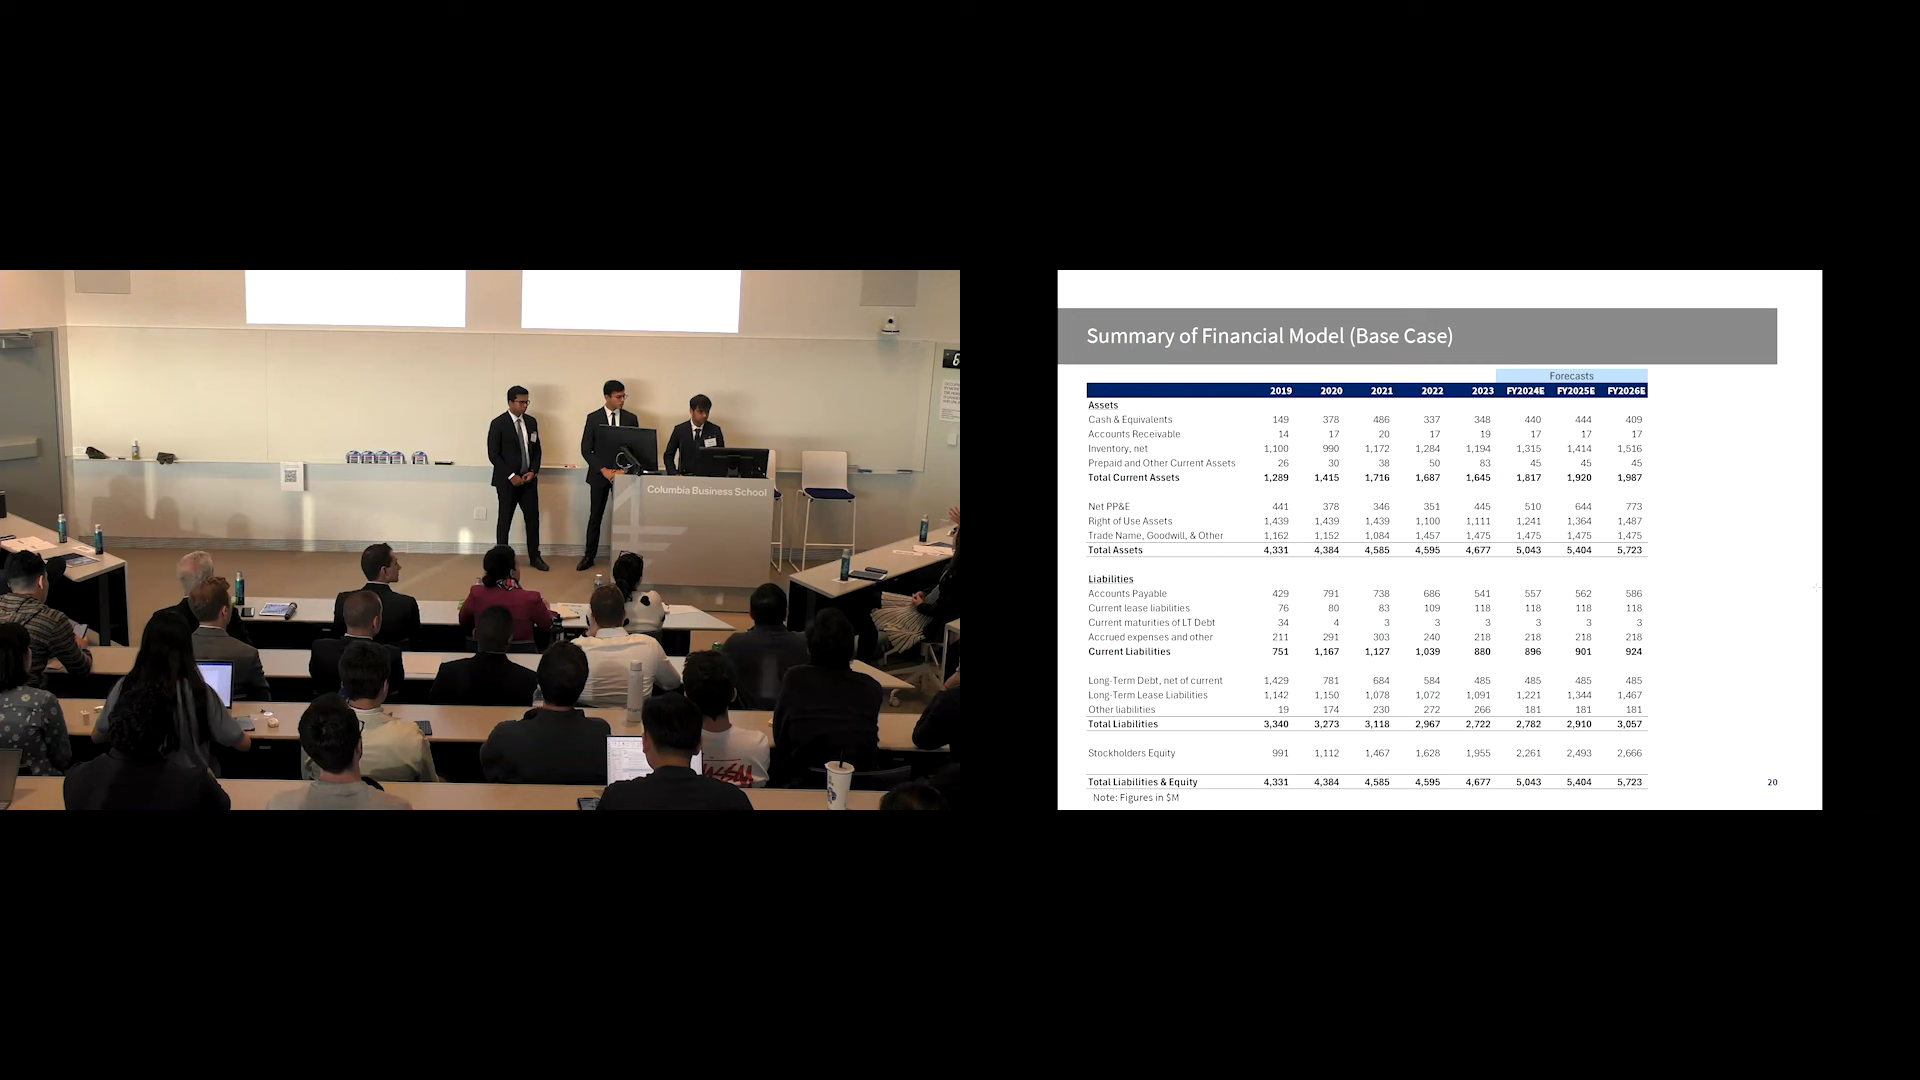 Columbia Business School
6
Summary of Financial Model (Base Case)
Forecasts
2019 2020 2021 2022 2023 FY2024E FY2025E FY2026E
Assets
Cash & Equivalents 149 378 486 337 348 440 444 409
Accounts Receivable 14 17 20 17 19 17 17 17
Inventory, net 1,100 990 1,172 1,284 1,194 1,315 1,414 1,516
Prepaid and Other Current Assets 26 30 38 50 83 45 45 45
Total Current Assets 1,289 1,415 1,716 1,687 1,645 1,817 1,920 1,987
Net PP&E 441 378 346 351 445 510 644 773
Right of Use Assets 1,439 1,439 1,439 1,100 1,111 1,241 1,364 1,487
Trade Name, Goodwill, & Other 1,162 1,152 1,084 1,457 1,475 1,475 1,475 1,475
Total Assets 4,331 4,384 4,585 4,595 4,677 5,043 5,404 5,723
Liabilities
Accounts Payable 429 791 738 686 541 557 562 586
Current lease liabilities 76 80 83 109 118 118 118 118
Current maturities of LT Debt 34 4 3 3 3 3 3 3
Accrued expenses and other 211 291 303 240 218 218 218 218
Current Liabilities 751 1,167 1,127 1,039 880 896 901 924
Long-Term Debt, net of current 1,429 781 684 584 485 485 485 485
Long-Term Lease Liabilities 1,142 1,150 1,078 1,072 1,091 1,221 1,344 1,467
Other liabilities 19 174 230 272 266 181 181 181
Total Liabilities 3,340 3,273 3,118 2,967 2,722 2,782 2,910 3,057
Stockholders Equity 991 1,112 1,467 1,628 1,955 2,261 2,493 2,666
Total Liabilities & Equity 4,331 4,384 4,585 4,595 4,677 5,043 5,404 5,723
Note: Figures in $M
20